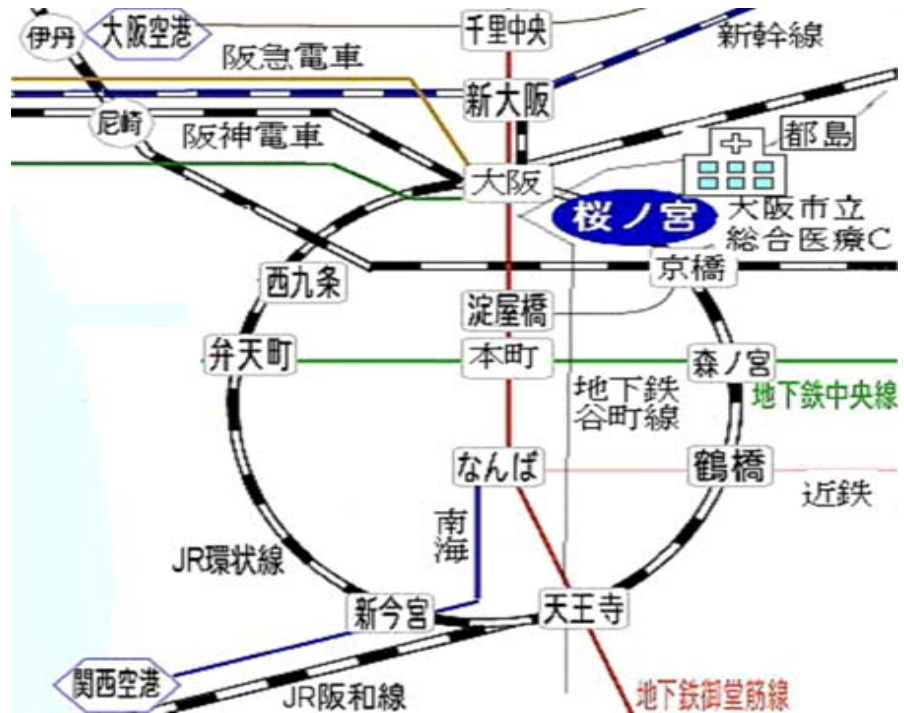 伊丹
大阪空港
千里中央
新幹線
阪急電車
新大阪
尼崎
阪神電車
都島
大阪
桜ノ宮
大阪市立
総合医療C
京橋
西九条
淀屋橋
弁天町
本町
森ノ宮
地下鉄
谷町線
地下鉄中央線
なんば
鶴橋
近鉄
南海
JR環状線
新今宮
天王寺
関西空港
JR阪和線
地下鉄御堂筋線